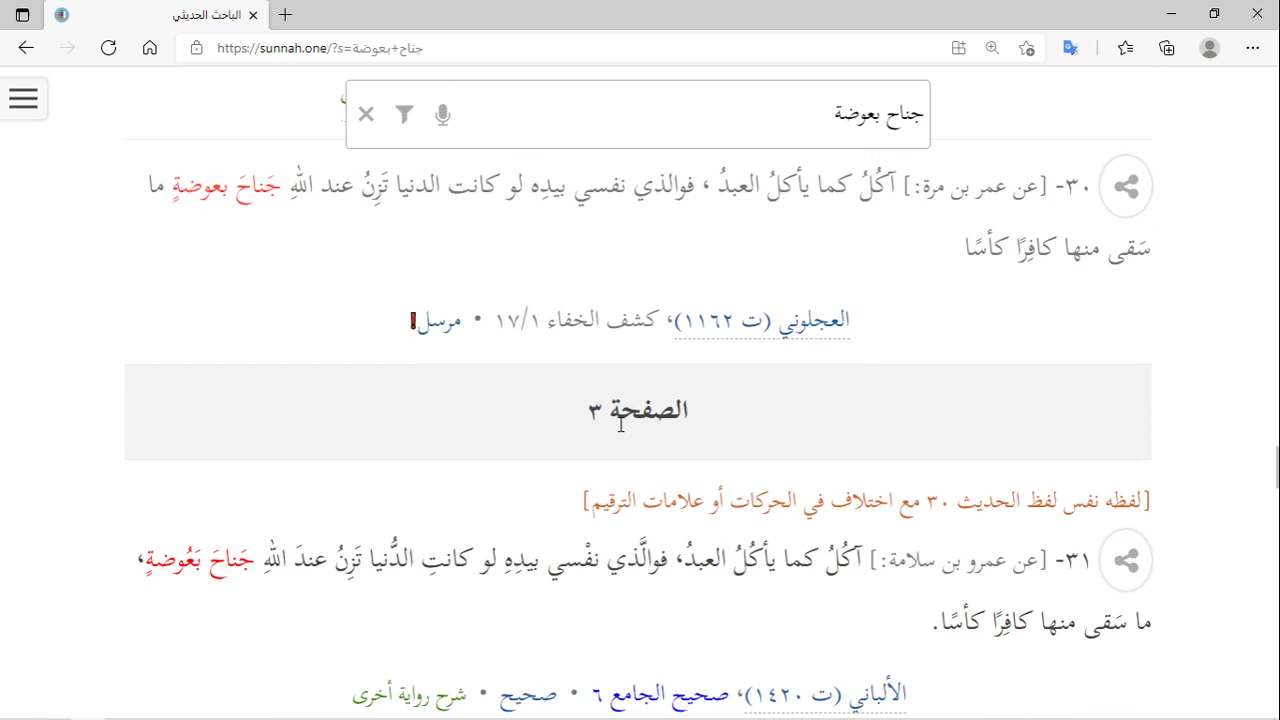 الباحث الحديثي
https://sunnah.one/?s=جناح+بعوضة
جناح بعوضة
٣٠- [عن عمر بن مرة:] آكُلُ كما يأكلُ العبدُ ، فوالذي نفسي بيدِه لو كانت الدنيا تَزِنُ عند اللهِ جَناحَ بعوضةٍ ما
سَقى منها كافِرًا كأسًا
العجلوني (ت ١١٦٢)، كشف الخفاء ١/‏١٧ • مرسل
الصفحة ٣
[لفظه نفس لفظ الحديث ٣٠ مع اختلاف في الحركات أو علامات الترقيم]
٣١- [عن عمرو بن سلامة:] آكُلُ كما يأكُلُ العبدُ، فوالَّذي نفْسي بيدِهِ لو كانتِ الدُّنيا تَزِنُ عندَ اللهِ جَناحَ بَعُوضةٍ،
ما سَقى منها كافِرًا كأسًا.
الألباني (ت ١٤٢٠)، صحيح الجامع ٦ • صحيح • شرح رواية أخرى